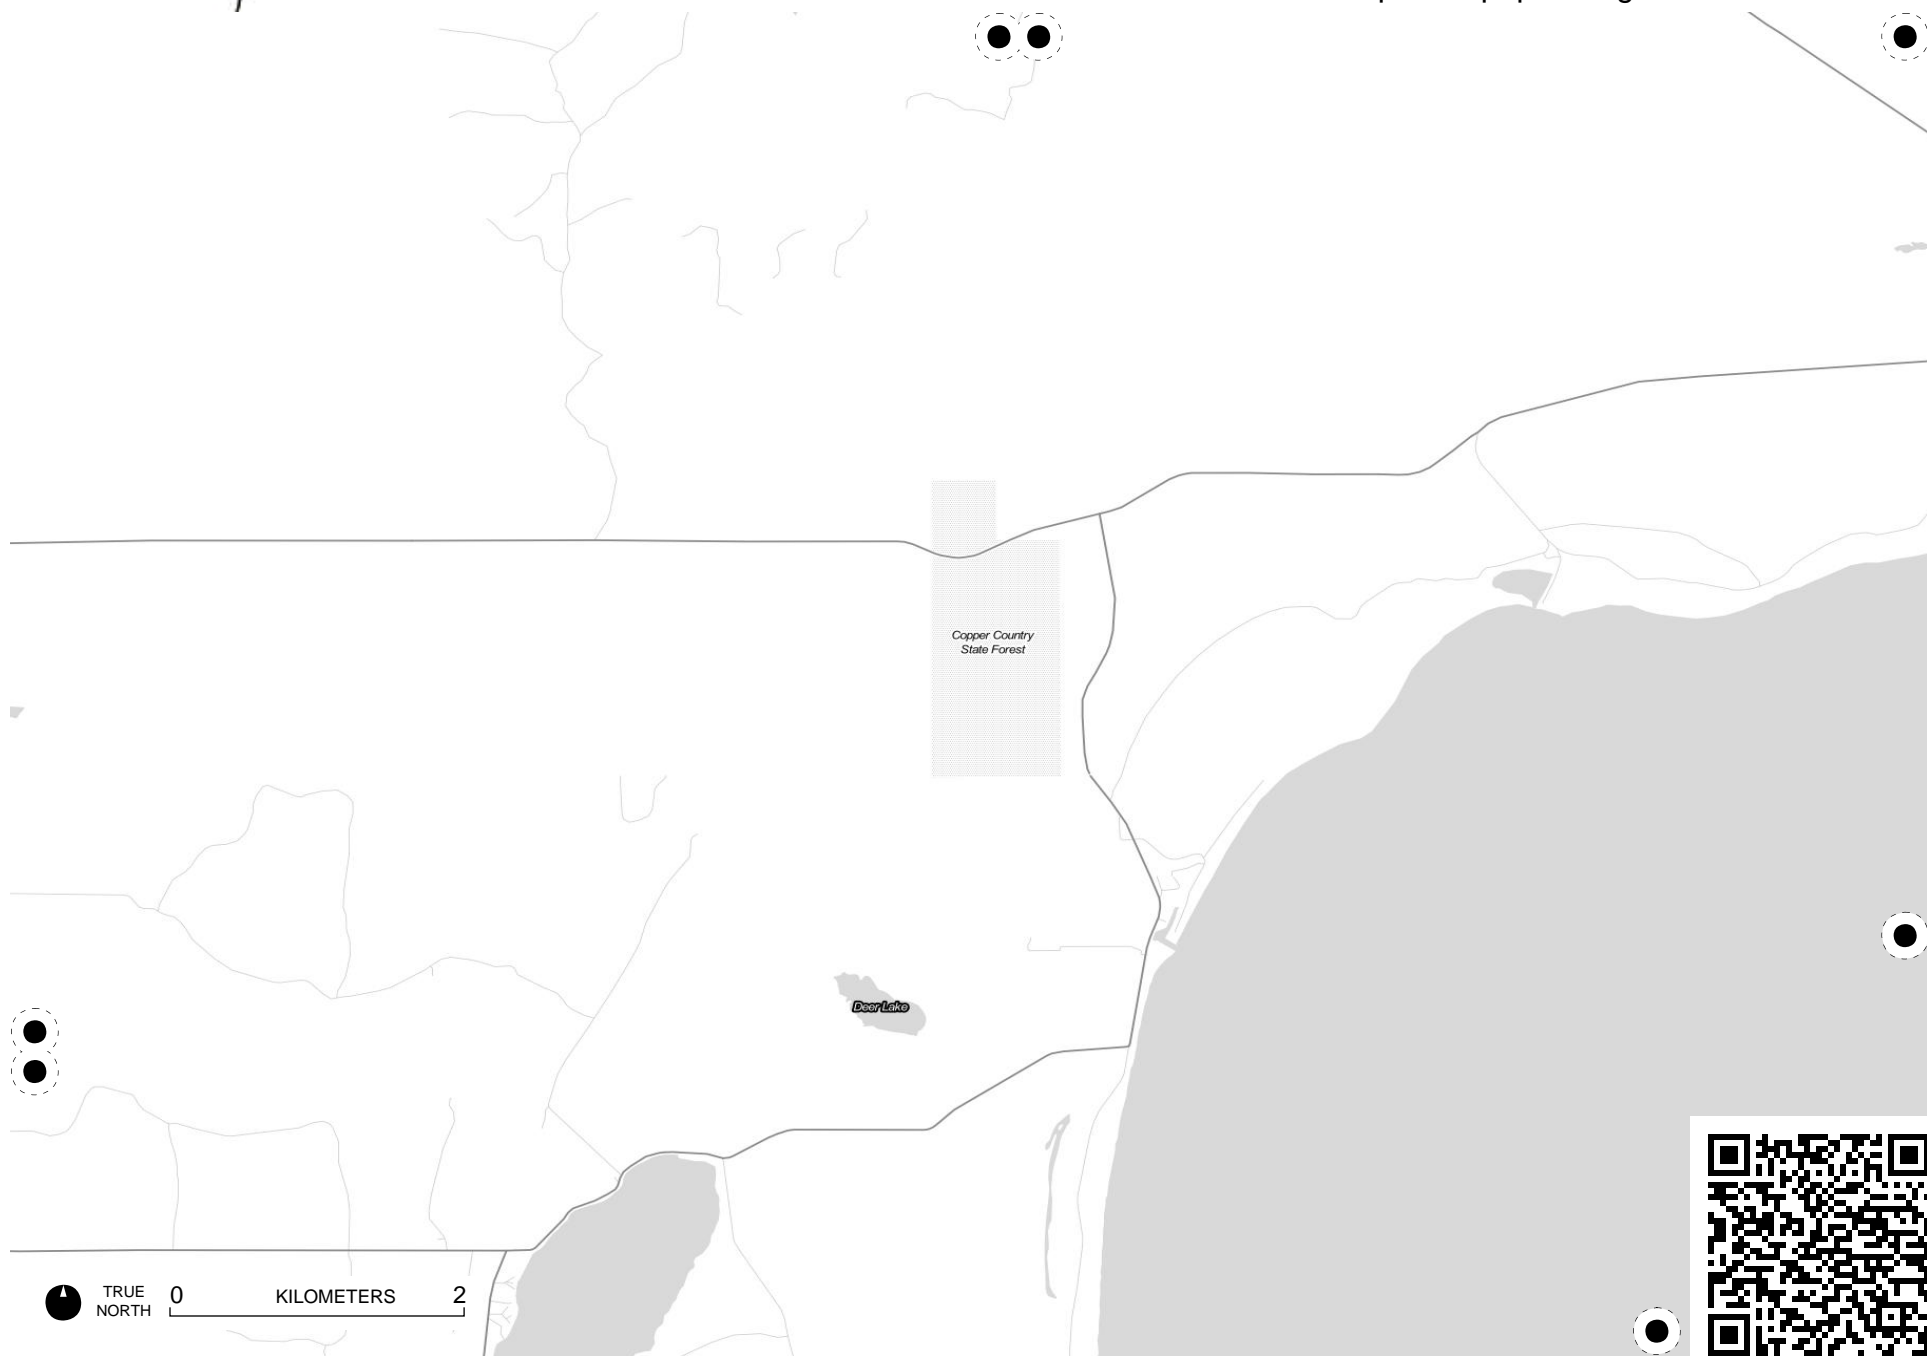 Copper Country
State Forest
Deer Lake
TRUE
NORTH
0
KILOMETERS
2